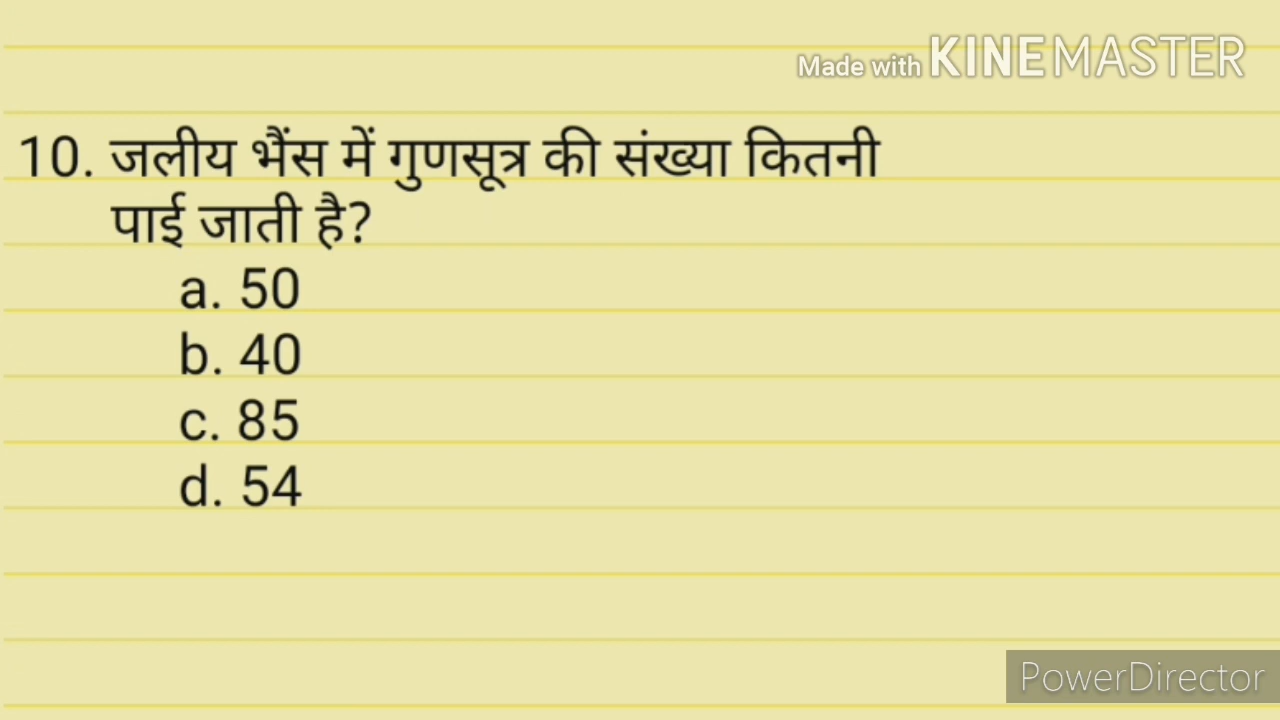 Made with KINEMASTER
10. जलीय भैंस में गुणसूत्र की संख्या कितनी
पाई जाती है?
a. 50
b. 40
c. 85
d. 54
PowerDirector